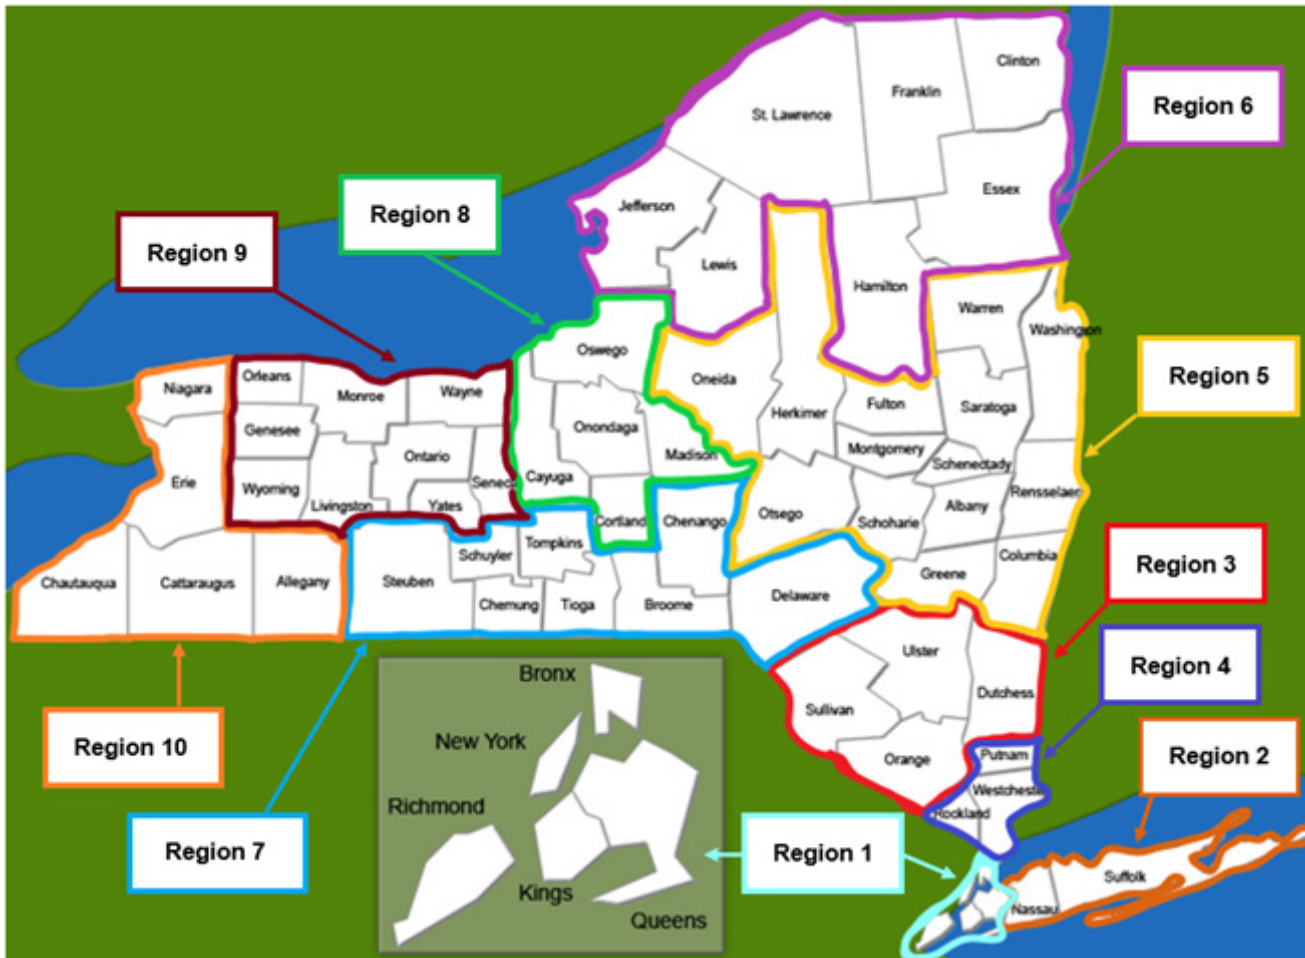 Clinton
Franklin
Region 6
St. Lawrence
Essex
Jefferson
Region 8
Region 9
Lewis
Hamilton
Warren
Washington
Oswego
Region 5
Orleans
Niagara
Monroe
Wayne
Oneida
Herkimer
Fulton
Saratoga
Genesee
Onondaga
Montgomery
Ontario
Madison
Schenectady
Erie
Wyoming
Livingston
Yates
Seneca
Cayuga
Rensselaer
Otsego
Albany
Cortland
Chenango
Schoharie
Schuyler
Tompkins
Columbia
Region 3
Chautauqua
Cattaraugus
Allegany
Steuben
Greene
Chemung
Tioga
Broome
Delaware
Ulster
Region 4
Bronx
Dutchess
Sullivan
New York
Region 10
Orange
Putnam
Region 2
Westcheste
Richmond
Rockland
Region 7
Region 1
Kings
Queens
Suffolk
Nassau